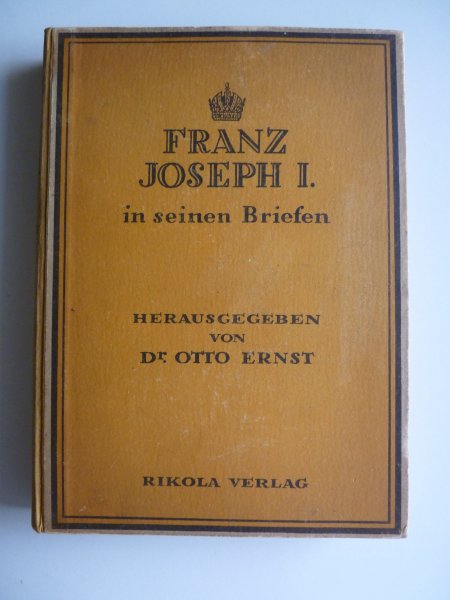 FRANZ
JOSEPH I.
in seinen Briefen
HERAUSGEGEBEN
VON
Dr. OTTO ERNST
RIKOLA VERLAG